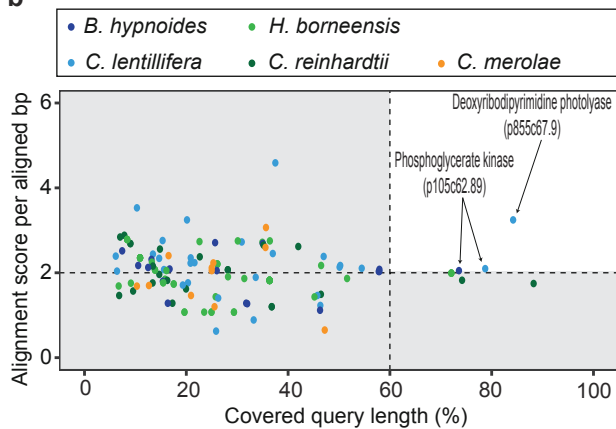 b
B. hypnoides H. borneensis
C. lentillifera C. reinhardtii C. merolae
Alignment score per aligned bp
6
4
2
0
Deoxyribodipyrimidine photolyase
(p855c67.9)
Phosphoglycerate kinase
(p105c62.89)
0 20 40 60 80 100
Covered query length (%)